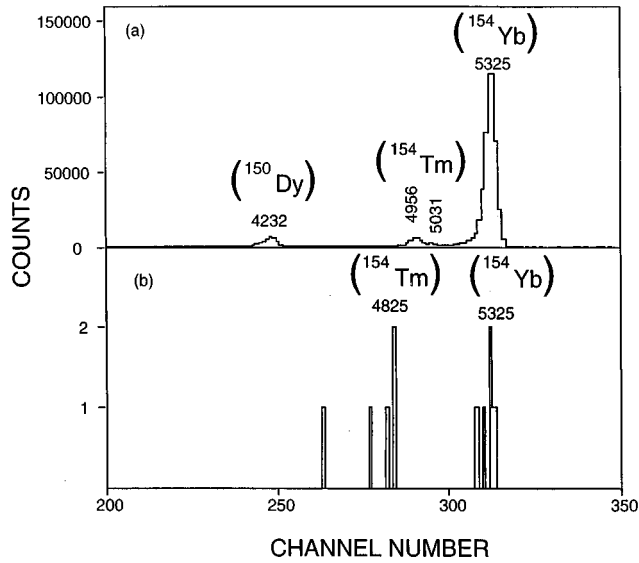 150000
(a)
(154Yb)
5325
100000
50000
(150Dy)
(154Tm)
4232
4956
5031
0
COUNTS
(b)
(154Tm)
(154Yb)
4825
5325
2
1
200
250
300
350
CHANNEL NUMBER